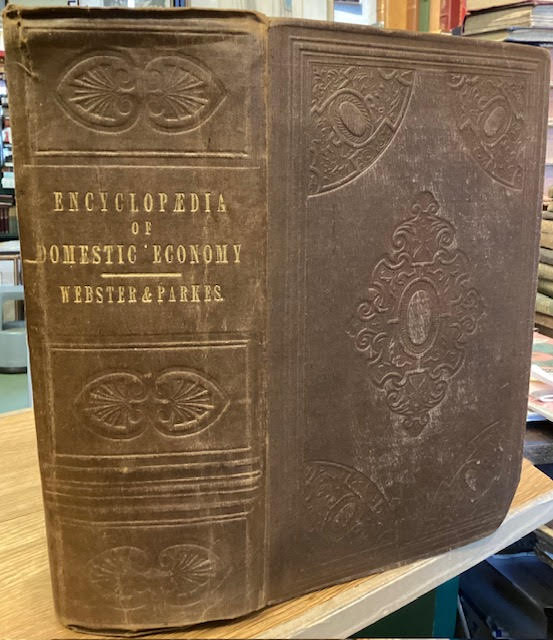 ENCYCLOPÆDIA
OF
DOMESTIC ECONOMY
WEBSTER & PARKES.